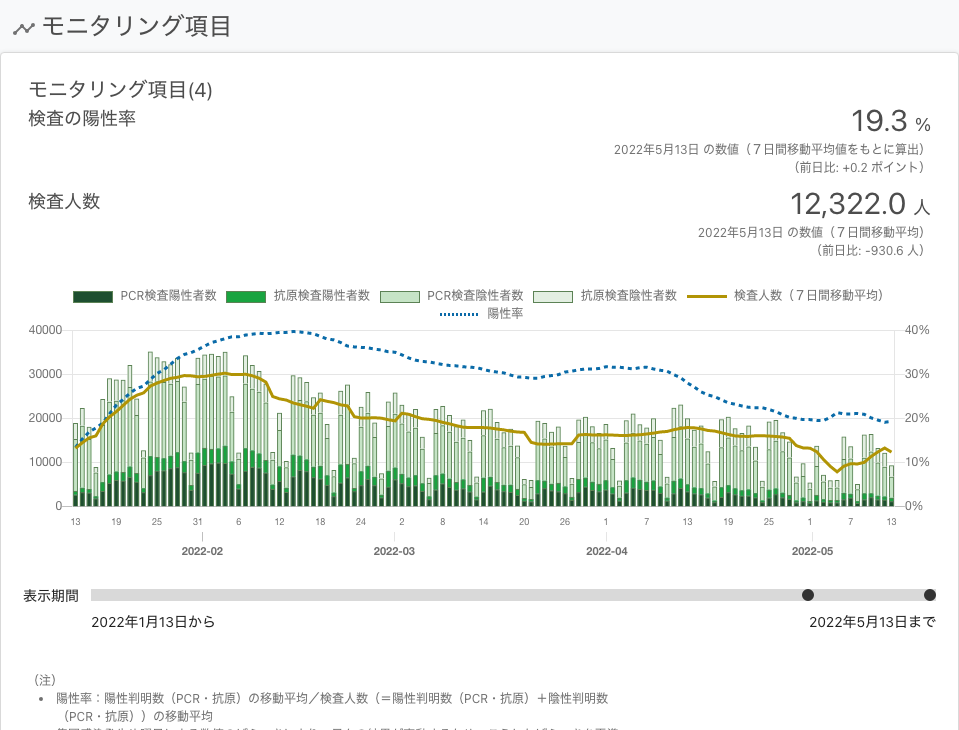 モニタリング項目
モニタリング項目(4)
検査の陽性率
19.3 %
2022年5月13日 の数値（７日間移動平均値をもとに算出）
（前日比: +0.2 ポイント）
検査人数
12,322.0 人
2022年5月13日 の数値（７日間移動平均）
（前日比: -930.6 人）
PCR検査陽性者数 抗原検査陽性者数 PCR検査陰性者数 抗原検査陰性者数 検査人数（７日間移動平均）
陽性率
40000 40%
30000 30%
20000 20%
10000 10%
0 0%
13 19 25 31 6 12 18 24 2 8 14 20 26 1 7 13 19 25 1 7 13
2022-02 2022-03 2022-04 2022-05
表示期間
2022年1月13日から 2022年5月13日まで
（注）
• 陽性率：陽性判明数（PCR・抗原）の移動平均／検査人数（＝陽性判明数（PCR・抗原）＋陰性判明数
（PCR・抗原））の移動平均